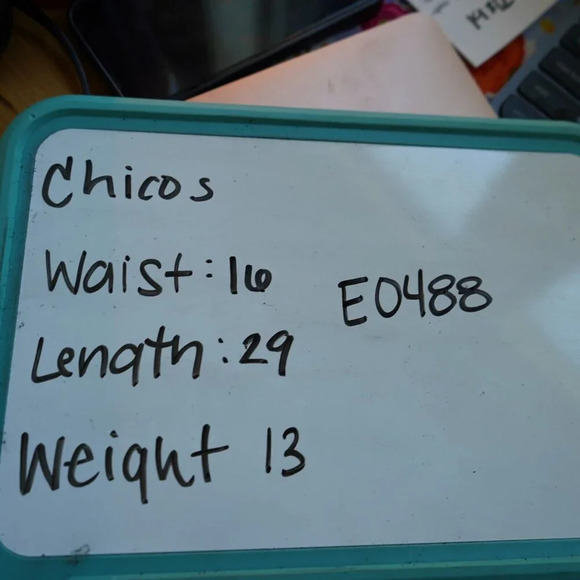 Chicos
Waist: 16
E0488
Length: 29
Weight 13